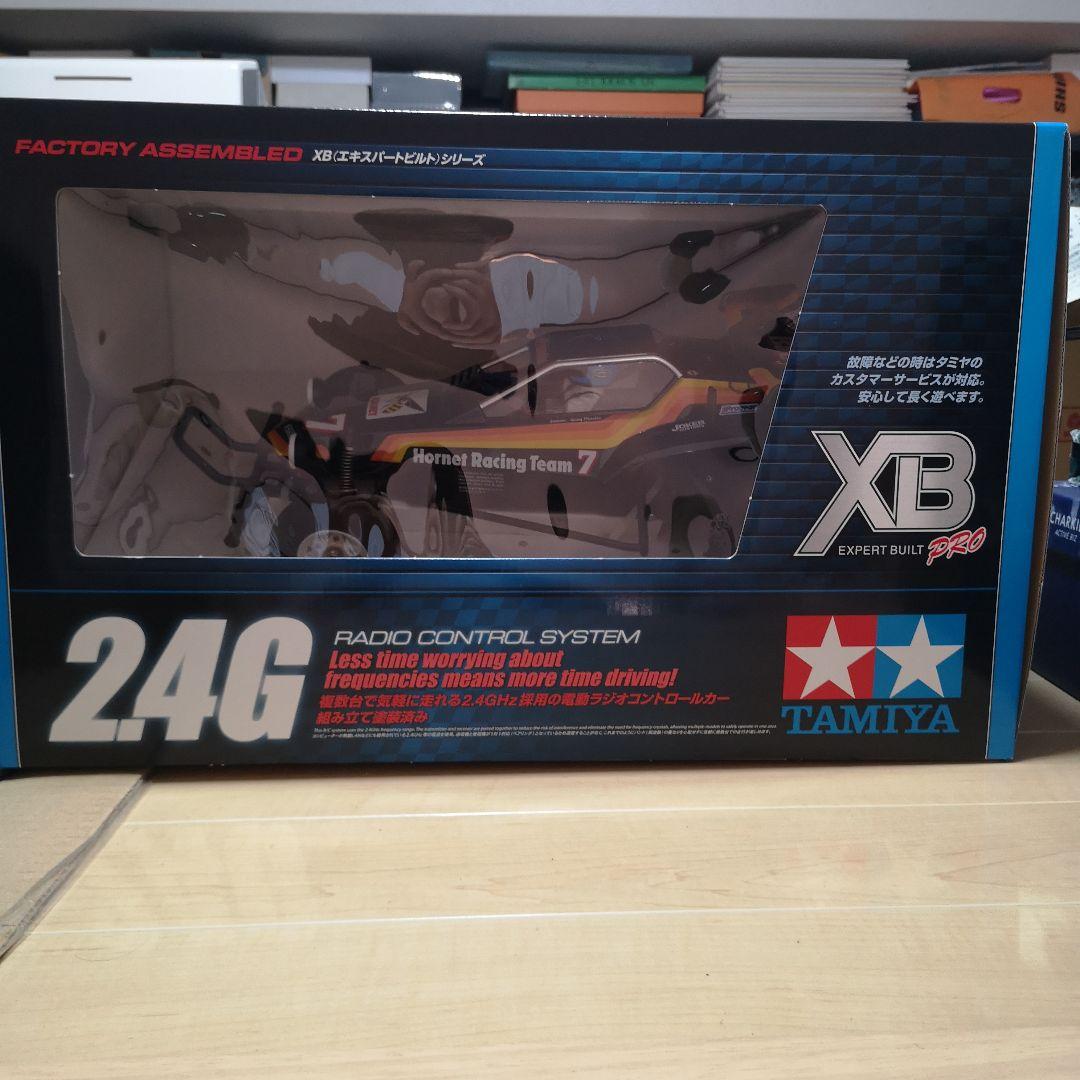 FACTORY ASSEMBLED XB(エキスパートビルト)シリーズ
故障などの時はタミヤの
カスタマーサービスが対応。
安心して長く遊べます。
JOKER
Hornet Racing Team 7
XB
EXPERT BUILT PRO
2.4G
RADIO CONTROL SYSTEM
Less time worrying about
frequencies means more time driving!
複数台で気軽に走れる2.4GHz採用の電動ラジオコントロールカー
組み立て塗装済み
TAMIYA
CHARKI
ACTIVE BIZ